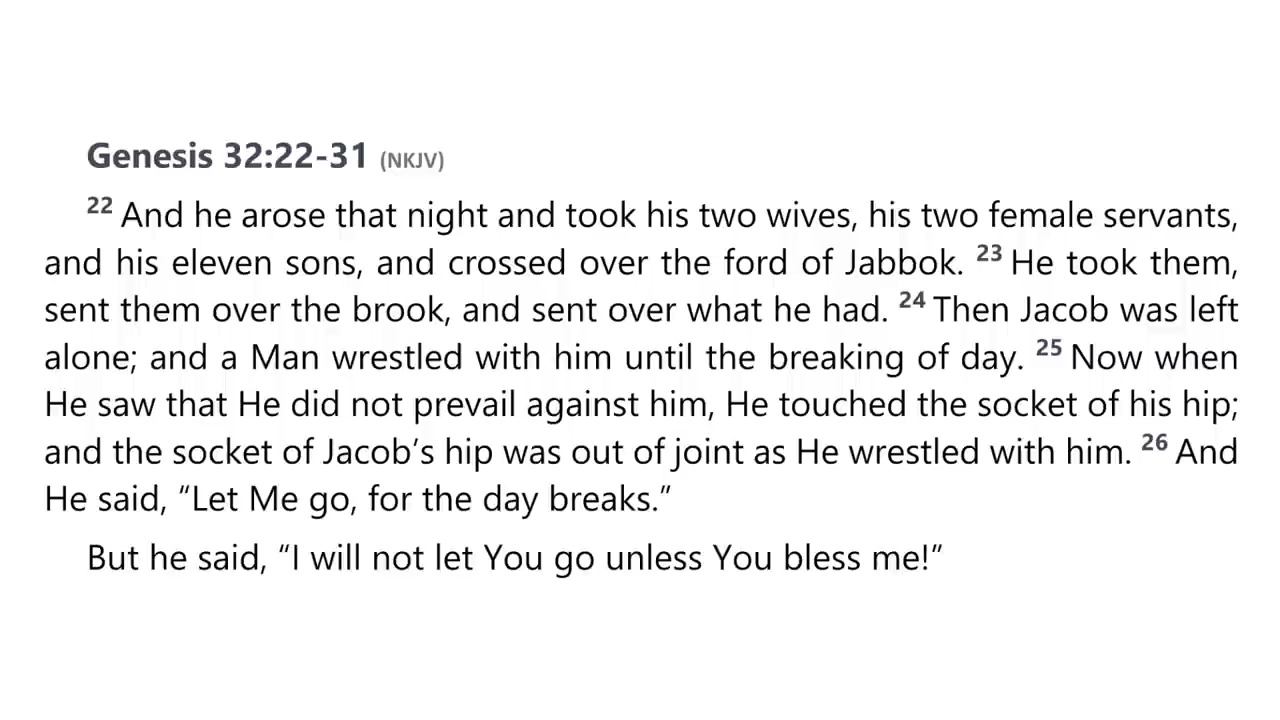 Genesis 32:22-31 (NKJV)
22 And he arose that night and took his two wives, his two female servants,
and his eleven sons, and crossed over the ford of Jabbok. 23 He took them,
sent them over the brook, and sent over what he had. 24 Then Jacob was left
alone; and a Man wrestled with him until the breaking of day. 25 Now when
He saw that He did not prevail against him, He touched the socket of his hip;
and the socket of Jacob’s hip was out of joint as He wrestled with him. 26 And
He said, “Let Me go, for the day breaks.”
But he said, “I will not let You go unless You bless me!”